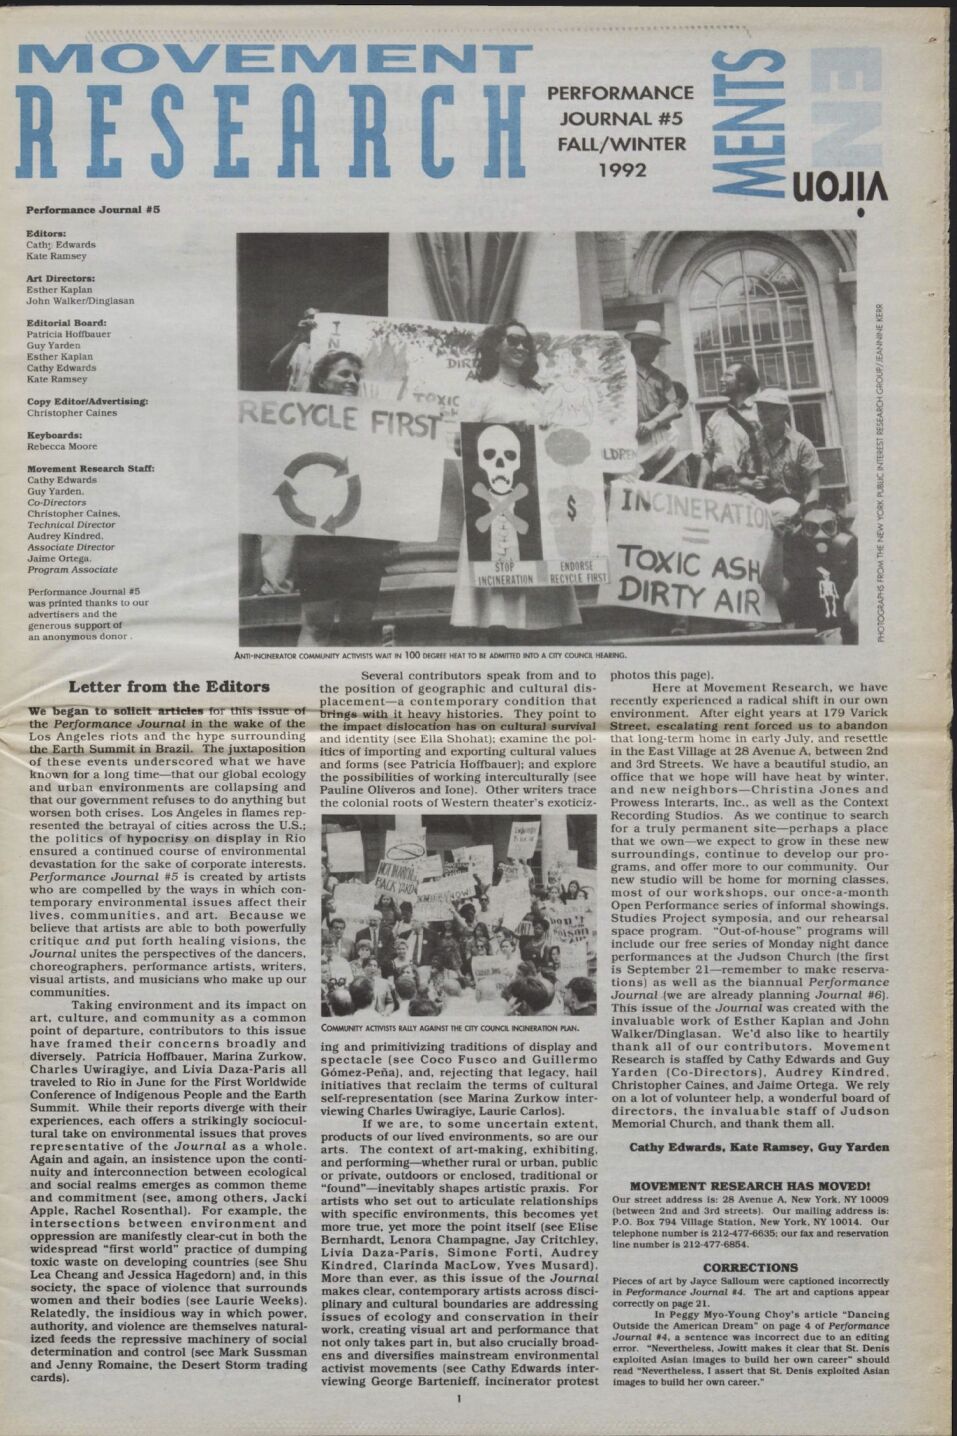 MOVEMENT
RESEARCH
PERFORMANCE
JOURNAL #5
FALL/WINTER
1992
EN
Viron
MENTS
Performance Journal #5
Editors:
Cathy Edwards
Kate Ramsey
Art Directors:
Esther Kaplan
John Walker/Dinglasan
Editorial Board:
Patricia Hoffbauer
Guy Yarden
Esther Kaplan
Cathy Edwards
Kate Ramsey
Copy Editor/Advertising:
Christopher Caines
Keyboards:
Rebecca Moore
Movement Research Staff:
Cathy Edwards
Guy Yarden,
Co-Directors
Christopher Caines,
Technical Director
Audrey Kindred,
Associate Director
Jaime Ortega,
Program Associate
Performance Journal #5
was printed thanks to our
advertisers and the
generous support of
an anonymous donor .
RECYCLE FIRST
TOXIC
STOP
INCINERATION
$
ENDORSE
RECYCLE FIRST
INCINERATION
=
TOXIC ASH
DIRTY AIR
PHOTOGRAPHS FROM THE NEW YORK PUBLIC INTEREST RESEARCH GROUP/JEANNINE KERR
ANTI-INCINERATOR COMMUNITY ACTIVISTS WAIT IN 100 DEGREE HEAT TO BE ADMITTED INTO A CITY COUNCIL HEARING.
Letter from the Editors
We began to solicit articles for this issue of
the Performance Journal in the wake of the
Los Angeles riots and the hype surrounding
the Earth Summit in Brazil. The juxtaposition
of these events underscored what we have
known for a long time—that our global ecology
and urban environments are collapsing and
that our government refuses to do anything but
worsen both crises. Los Angeles in flames rep-
resented the betrayal of cities across the U.S.;
the politics of hypocrisy on display in Rio
ensured a continued course of environmental
devastation for the sake of corporate interests.
Performance Journal #5 is created by artists
who are compelled by the ways in which con-
temporary environmental issues affect their
lives, communities, and art. Because we
believe that artists are able to both powerfully
critique and put forth healing visions, the
Journal unites the perspectives of the dancers,
choreographers, performance artists, writers,
visual artists, and musicians who make up our
communities.
Taking environment and its impact on
art, culture, and community as a common
point of departure, contributors to this issue
have framed their concerns broadly and
diversely. Patricia Hoffbauer, Marina Zurkow,
Charles Uwiragiye, and Livia Daza-Paris all
traveled to Rio in June for the First Worldwide
Conference of Indigenous People and the Earth
Summit. While their reports diverge with their
experiences, each offers a strikingly sociocul-
tural take on environmental issues that proves
representative of the Journal as a whole.
Again and again, an insistence upon the conti-
nuity and interconnection between ecological
and social realms emerges as common theme
and commitment (see, among others, Jacki
Apple, Rachel Rosenthal). For example, the
intersections between environment and
oppression are manifestly clear-cut in both the
widespread “first world” practice of dumping
toxic waste on developing countries (see Shu
Lea Cheang and Jessica Hagedorn) and, in this
society, the space of violence that surrounds
women and their bodies (see Laurie Weeks).
Relatedly, the insidious way in which power,
authority, and violence are themselves natural-
ized feeds the repressive machinery of social
determination and control (see Mark Sussman
and Jenny Romaine, the Desert Storm trading
cards).
Several contributors speak from and to
the position of geographic and cultural dis-
placement—a contemporary condition that
brings with it heavy histories. They point to
the impact dislocation has on cultural survival
and identity (see Ella Shohat); examine the pol-
itics of importing and exporting cultural values
and forms (see Patricia Hoffbauer); and explore
the possibilities of working interculturally (see
Pauline Oliveros and Ione). Other writers trace
the colonial roots of Western theater's exoticiz-
COMMUNITY ACTIVISTS RALLY AGAINST THE CITY COUNCIL INCINERATION PLAN.
ing and primitivizing traditions of display and
spectacle (see Coco Fusco and Guillermo
Gómez-Peña), and, rejecting that legacy, hail
initiatives that reclaim the terms of cultural
self-representation (see Marina Zurkow inter-
viewing Charles Uwiragiye, Laurie Carlos).
If we are, to some uncertain extent,
products of our lived environments, so are our
arts. The context of art-making, exhibiting,
and performing—whether rural or urban, public
or private, outdoors or enclosed, traditional or
“found”—inevitably shapes artistic praxis. For
artists who set out to articulate relationships
with specific environments, this becomes yet
more true, yet more the point itself (see Elise
Bernhardt, Lenora Champagne, Jay Critchley,
Livia Daza-Paris, Simone Forti, Audrey
Kindred, Clarinda MacLow, Yves Musard).
More than ever, as this issue of the Journal
makes clear, contemporary artists across disci-
plinary and cultural boundaries are addressing
issues of ecology and conservation in their
work, creating visual art and performance that
not only takes part in, but also crucially broad-
ens and diversifies mainstream environmental
activist movements (see Cathy Edwards inter-
viewing George Bartenieff, incinerator protest
photos this page).
Here at Movement Research, we have
recently experienced a radical shift in our own
environment. After eight years at 179 Varick
Street, escalating rent forced us to abandon
that long-term home in early July, and resettle
in the East Village at 28 Avenue A, between 2nd
and 3rd Streets. We have a beautiful studio, an
office that we hope will have heat by winter,
and new neighbors—Christina Jones and
Prowess Interarts, Inc., as well as the Context
Recording Studios. As we continue to search
for a truly permanent site—perhaps a place
that we own—we expect to grow in these new
surroundings, continue to develop our pro-
grams, and offer more to our community. Our
new studio will be home for morning classes,
most of our workshops, our once-a-month
Open Performance series of informal showings,
Studies Project symposia, and our rehearsal
space program. “Out-of-house” programs will
include our free series of Monday night dance
performances at the Judson Church (the first
is September 21—remember to make reserva-
tions) as well as the biannual Performance
Journal (we are already planning Journal #6).
This issue of the Journal was created with the
invaluable work of Esther Kaplan and John
Walker/Dinglasan. We'd also like to heartily
thank all of our contributors. Movement
Research is staffed by Cathy Edwards and Guy
Yarden (Co-Directors), Audrey Kindred,
Christopher Caines, and Jaime Ortega. We rely
on a lot of volunteer help, a wonderful board of
directors, the invaluable staff of Judson
Memorial Church, and thank them all.
Cathy Edwards, Kate Ramsey, Guy Yarden
MOVEMENT RESEARCH HAS MOVED!
Our street address is: 28 Avenue A, New York, NY 10009
(between 2nd and 3rd streets). Our mailing address is:
P.O. Box 794 Village Station, New York, NY 10014. Our
telephone number is 212-477-6635; our fax and reservation
line number is 212-477-6854.
CORRECTIONS
Pieces of art by Jayce Salloum were captioned incorrectly
in Performance Journal #4. The art and captions appear
correctly on page 21.
In Peggy Myo-Young Choy's article “Dancing
Outside the American Dream” on page 4 of Performance
Journal #4, a sentence was incorrect due to an editing
error. “Nevertheless, Jowitt makes it clear that St. Denis
exploited Asian images to build her own career” should
read “Nevertheless, I assert that St. Denis exploited Asian
images to build her own career.”
1